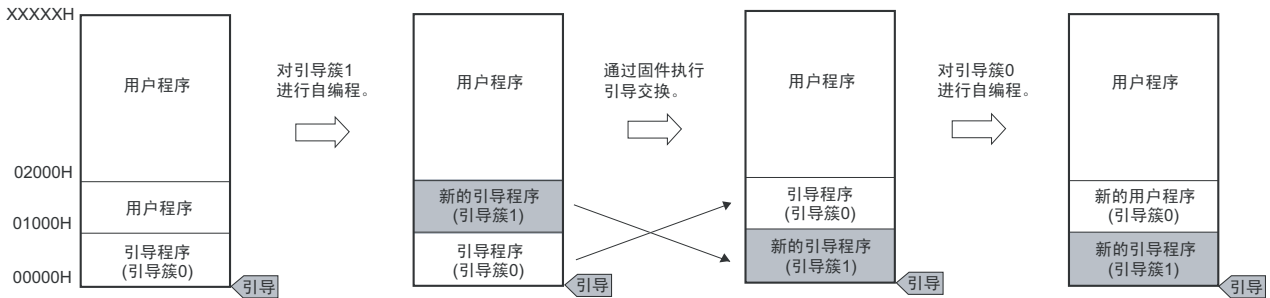 XXXXXH
用户程序
02000H
用户程序
01000H
引导程序
(引导簇0)
00000H
引导
对引导簇1
进行自编程。
用户程序
新的引导程序
(引导簇1)
引导程序
(引导簇0)
引导
通过固件执行
引导交换。
用户程序
引导程序
(引导簇0)
新的引导程序
(引导簇1)
引导
对引导簇0
进行自编程。
用户程序
新的用户程序
(引导簇0)
新的引导程序
(引导簇1)
引导